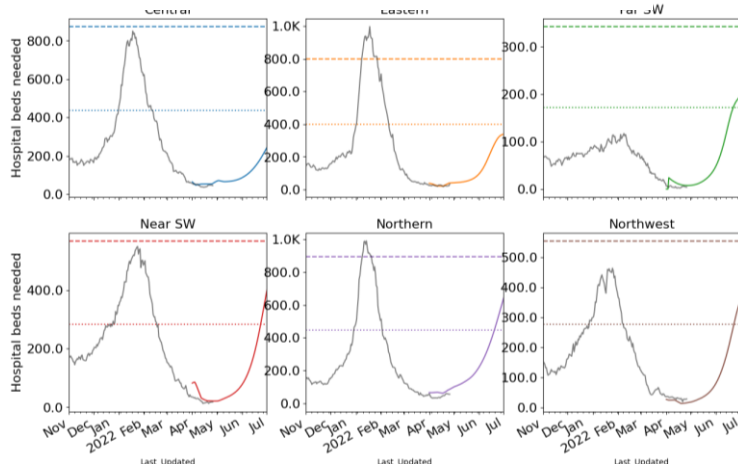 Central Eastern Far SW
Hospital beds needed
800.0
600.0
400.0
200.0
0.0
1.0K
800.0
600.0
400.0
200.0
0.0
300.0
200.0
100.0
0.0
Near SW Northern Northwest
Hospital beds needed
400.0
200.0
0.0
1.0K
800.0
600.0
400.0
200.0
0.0
500.0
400.0
300.0
200.0
100.0
0.0
Nov Dec Jan 2022 Feb Mar Apr May Jun Jul
Nov Dec Jan 2022 Feb Mar Apr May Jun Jul
Nov Dec Jan 2022 Feb Mar Apr May Jun Jul
Last Updated Last Updated Last Updated